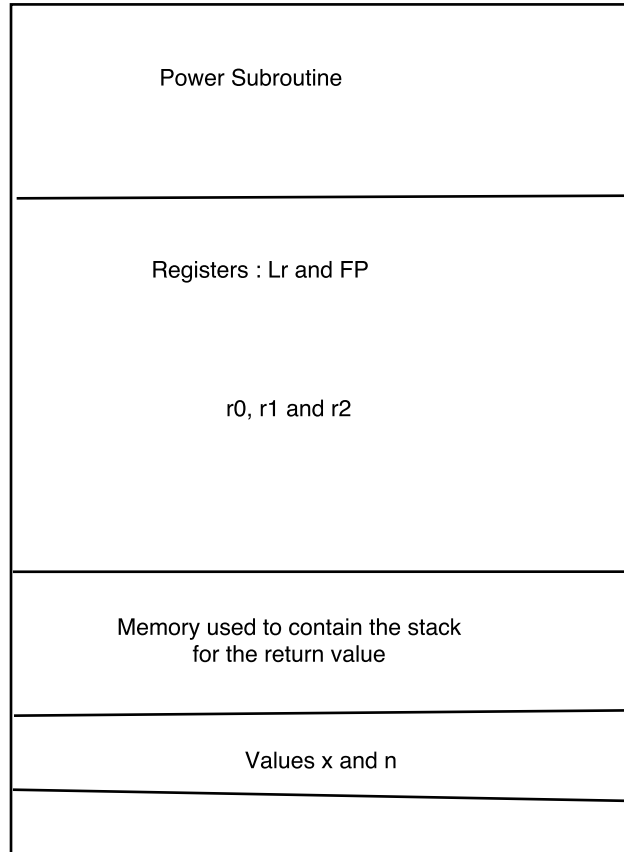 Power Subroutine
Registers : Lr and FP
r0, r1 and r2
Memory used to contain the stack
for the return value
Values x and n